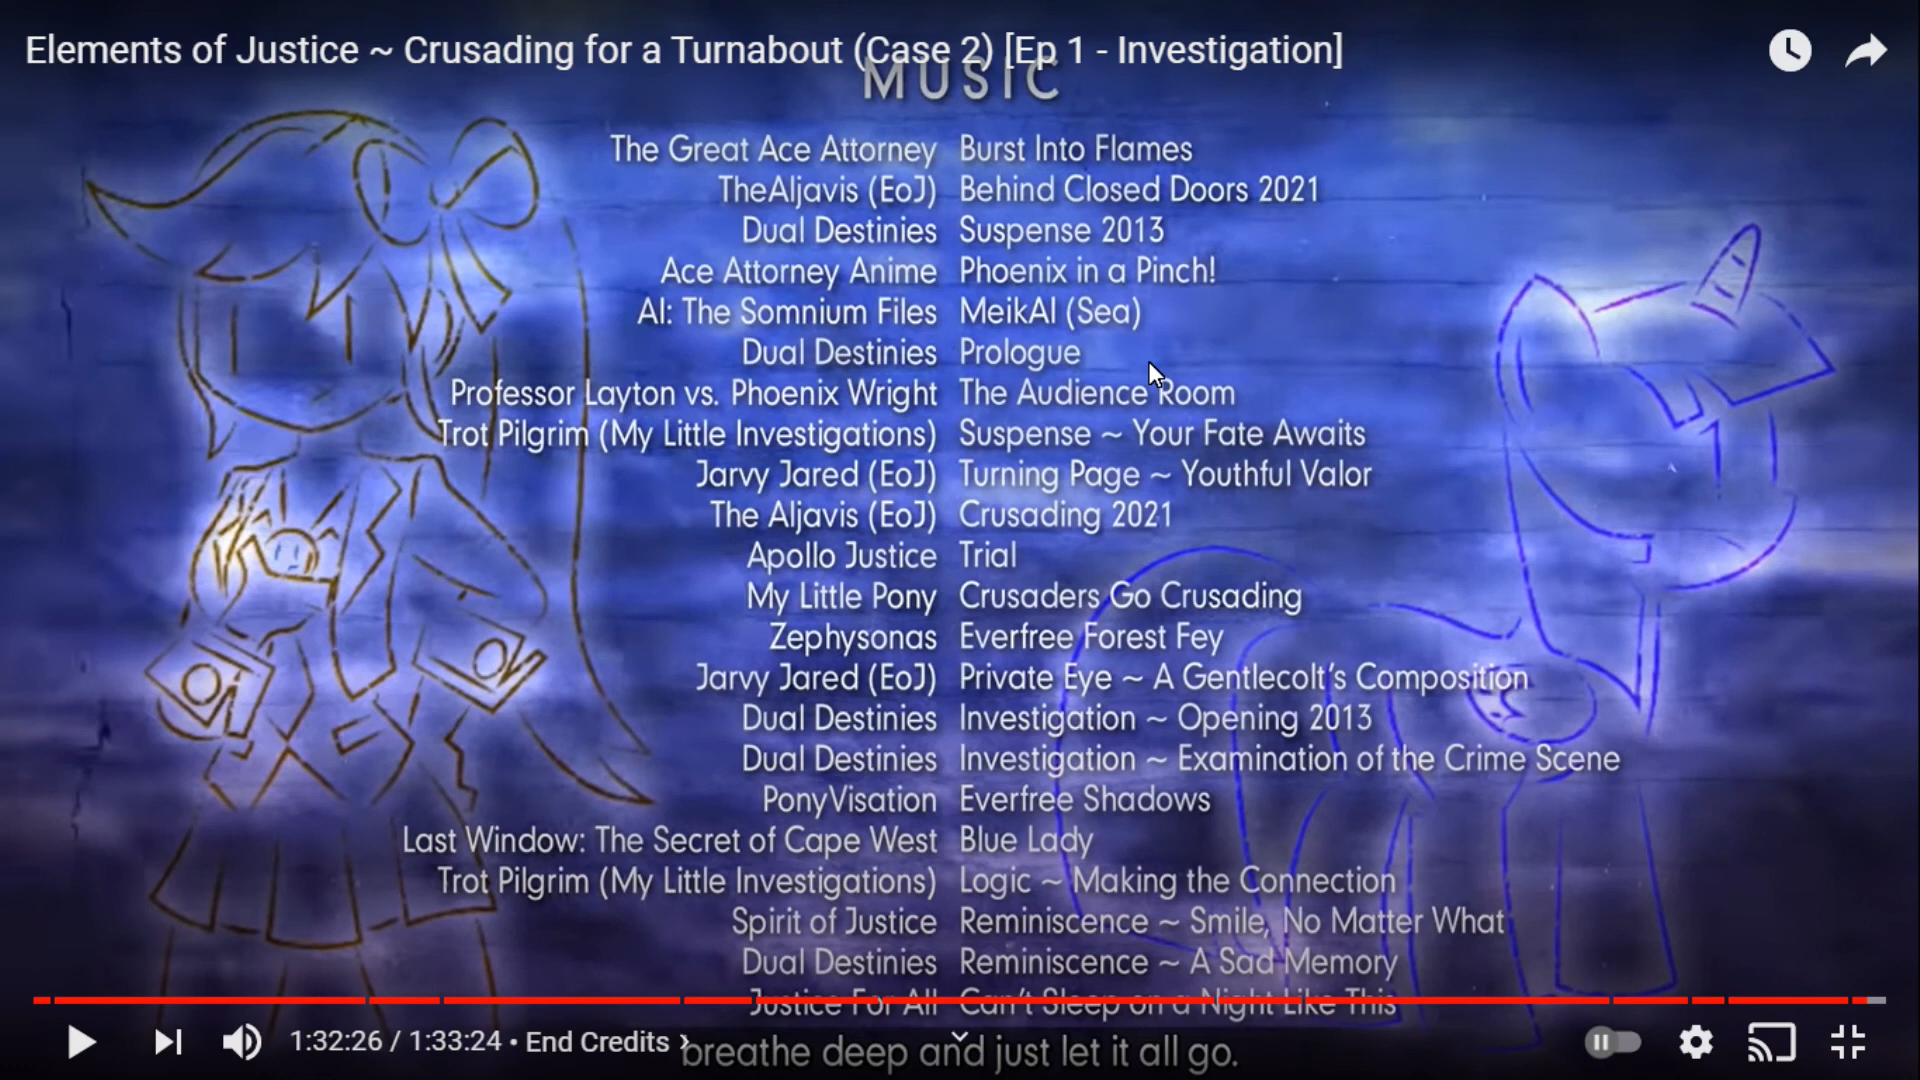 Elements of Justice ~ Crusading for a Turnabout (Case 2) [Ep 1 - Investigation]
MUSIC
The Great Ace Attorney Burst Into Flames
TheAljavis (EoJ) Behind Closed Doors 2021
Dual Destinies Suspense 2013
Ace Attorney Anime Phoenix in a Pinch!
AI: The Somnium Files MeikAI (Sea)
Dual Destinies Prologue
Professor Layton vs. Phoenix Wright The Audience Room
Trot Pilgrim (My Little Investigations) Suspense ~ Your Fate Awaits
Jarvy Jared (EoJ) Turning Page ~ Youthful Valor
The Aljavis (EoJ) Crusading 2021
Apollo Justice Trial
My Little Pony Crusaders Go Crusading
Zephysonas Everfree Forest Fey
Jarvy Jared (EoJ) Private Eye ~ A Gentlecolt's Composition
Dual Destinies Investigation ~ Opening 2013
Dual Destinies Investigation ~ Examination of the Crime Scene
PonyVisation Everfree Shadows
Last Window: The Secret of Cape West Blue Lady
Trot Pilgrim (My Little Investigations) Logic ~ Making the Connection
Spirit of Justice Reminiscence ~ Smile, No Matter What
Dual Destinies Reminiscence ~ A Sad Memory
Justice For All Can't Sleep on a Night Like This
1:32:26 / 1:33:24 • End Credits
breathe deep and just let it all go.